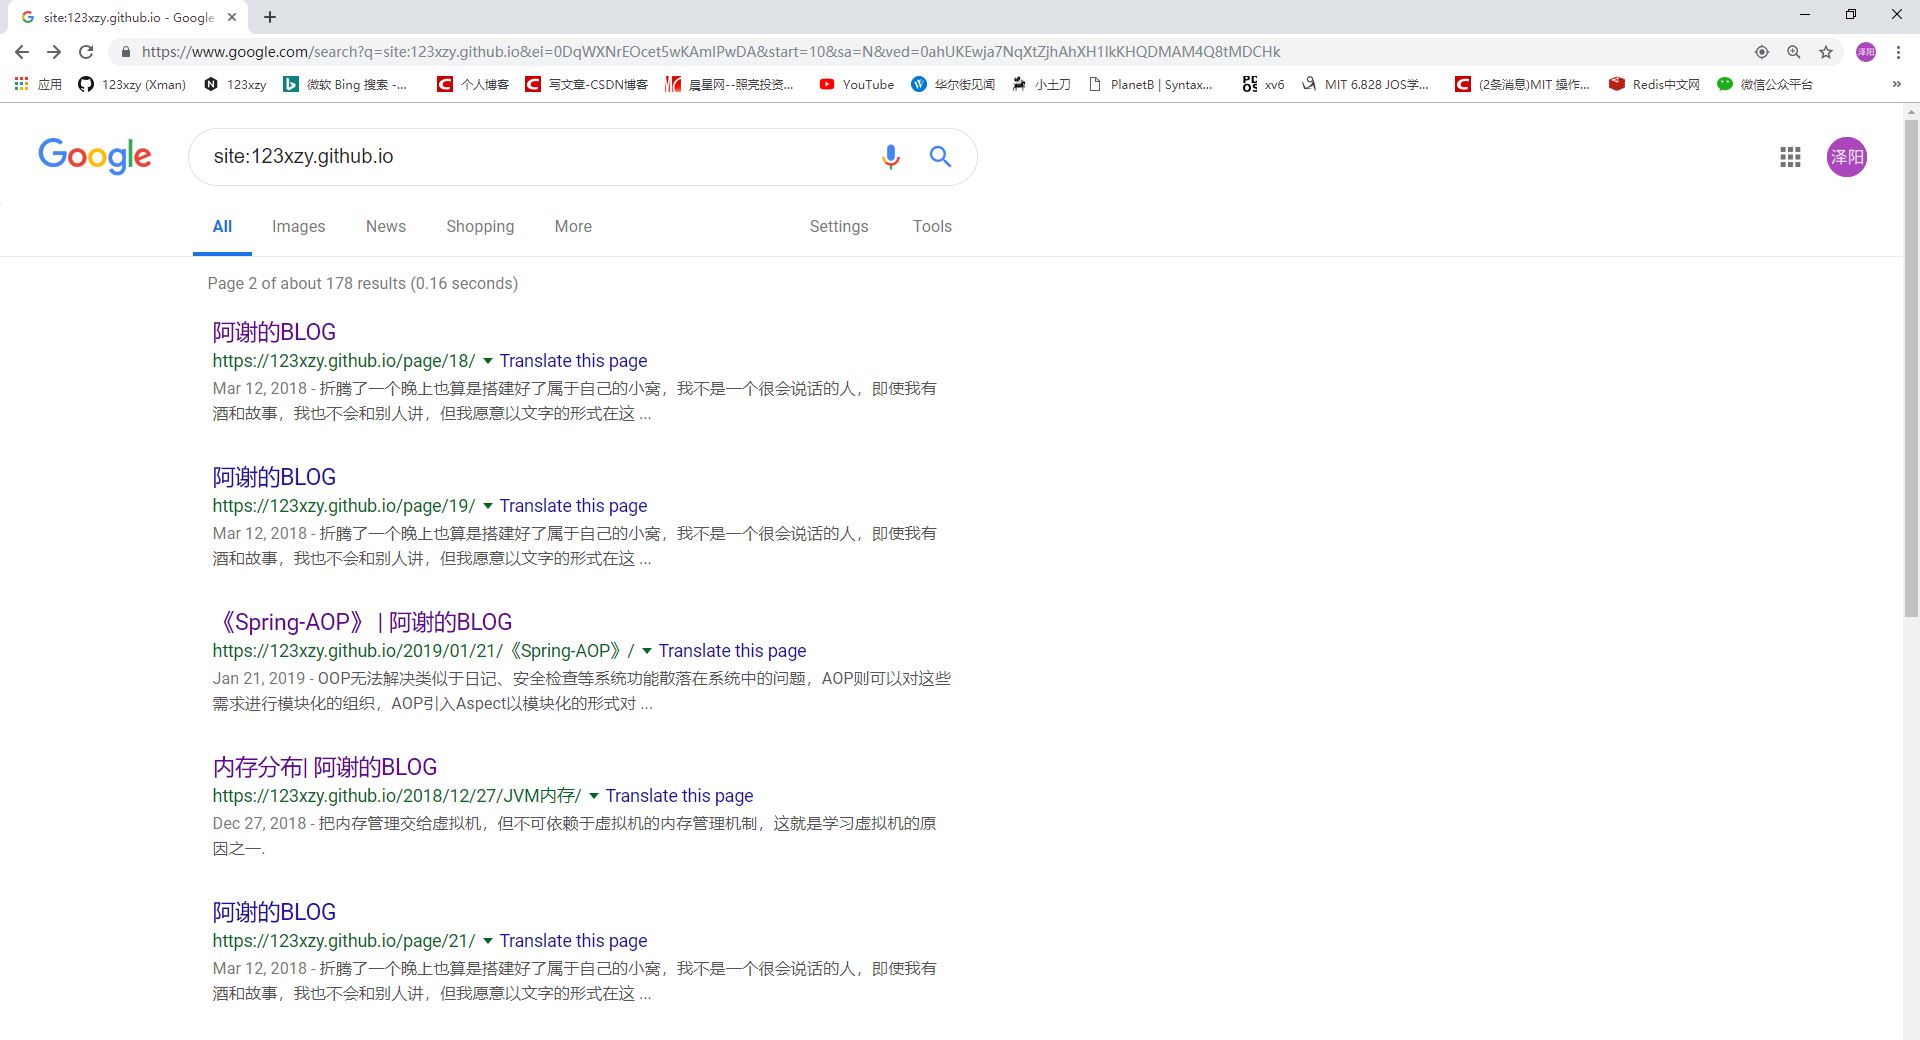 site:123xzy.github.io - Google
https://www.google.com/search?q=site:123xzy.github.io&ei=0DqWXNrEOcet5wKAmIPwDA&start=10&sa=N&ved=0ahUKEwja7NqXtZjhAhXH1IkKHQDMAM4Q8tMDCHk
泽阳
应用 123xzy (Xman) 123xzy 微软 Bing 搜索 -... 个人博客 写文章-CSDN博客 晨星网--照亮投资... YouTube 华尔街见闻 小土刀 PlanetB | Syntax... xv6 MIT 6.828 JOS学... (2条消息)MIT 操作... Redis中文网 微信公众平台 »
Google site:123xzy.github.io 泽阳
All Images News Shopping More Settings Tools
Page 2 of about 178 results (0.16 seconds)
阿谢的BLOG
https://123xzy.github.io/page/18/ Translate this page
Mar 12, 2018 - 折腾了一个晚上也算是搭建好了属于自己的小窝，我不是一个很会说话的人，即使我有
酒和故事，我也不会和别人讲，但我愿意以文字的形式在这 ...
阿谢的BLOG
https://123xzy.github.io/page/19/ Translate this page
Mar 12, 2018 - 折腾了一个晚上也算是搭建好了属于自己的小窝，我不是一个很会说话的人，即使我有
酒和故事，我也不会和别人讲，但我愿意以文字的形式在这 ...
《Spring-AOP》 | 阿谢的BLOG
https://123xzy.github.io/2019/01/21/《Spring-AOP》/ Translate this page
Jan 21, 2019 - OOP无法解决类似于日记、安全检查等系统功能散落在系统中的问题，AOP则可以对这些
需求进行模块化的组织，AOP引入Aspect以模块化的形式对 ...
内存分布| 阿谢的BLOG
https://123xzy.github.io/2018/12/27/JVM内存/ Translate this page
Dec 27, 2018 - 把内存管理交给虚拟机，但不可依赖于虚拟机的内存管理机制，这就是学习虚拟机的原
因之一.
阿谢的BLOG
https://123xzy.github.io/page/21/ Translate this page
Mar 12, 2018 - 折腾了一个晚上也算是搭建好了属于自己的小窝，我不是一个很会说话的人，即使我有
酒和故事，我也不会和别人讲，但我愿意以文字的形式在这 ...